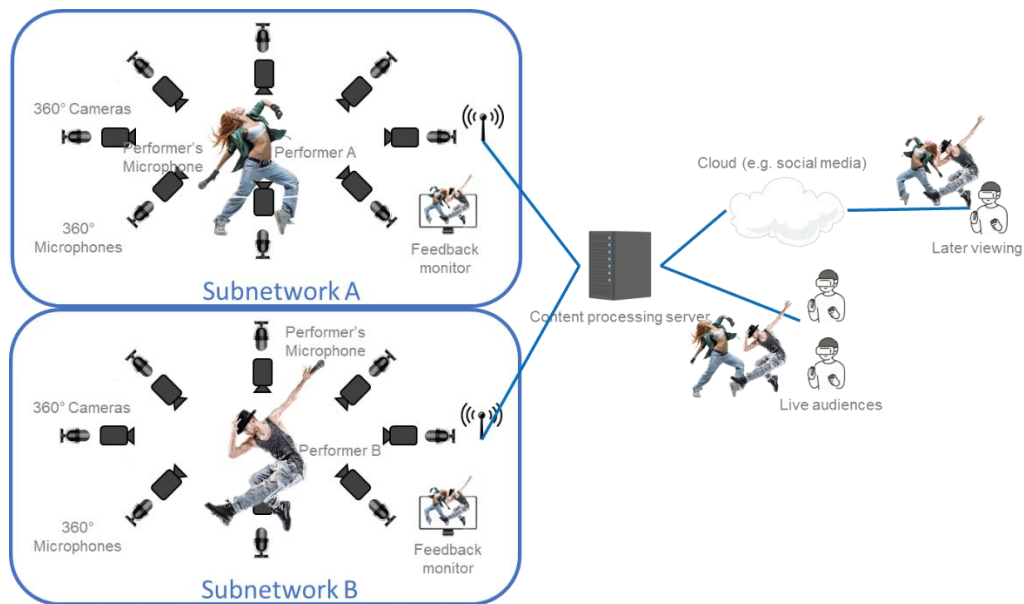 360° Cameras
Performer's
Microphone
Performer A
360°
Microphones
Feedback
monitor
Subnetwork A
Performer's
Microphone
360° Cameras
Performer B
360°
Microphones
Feedback
monitor
Subnetwork B
Content processing server
Cloud (e.g. social media)
Later viewing
Live audiences